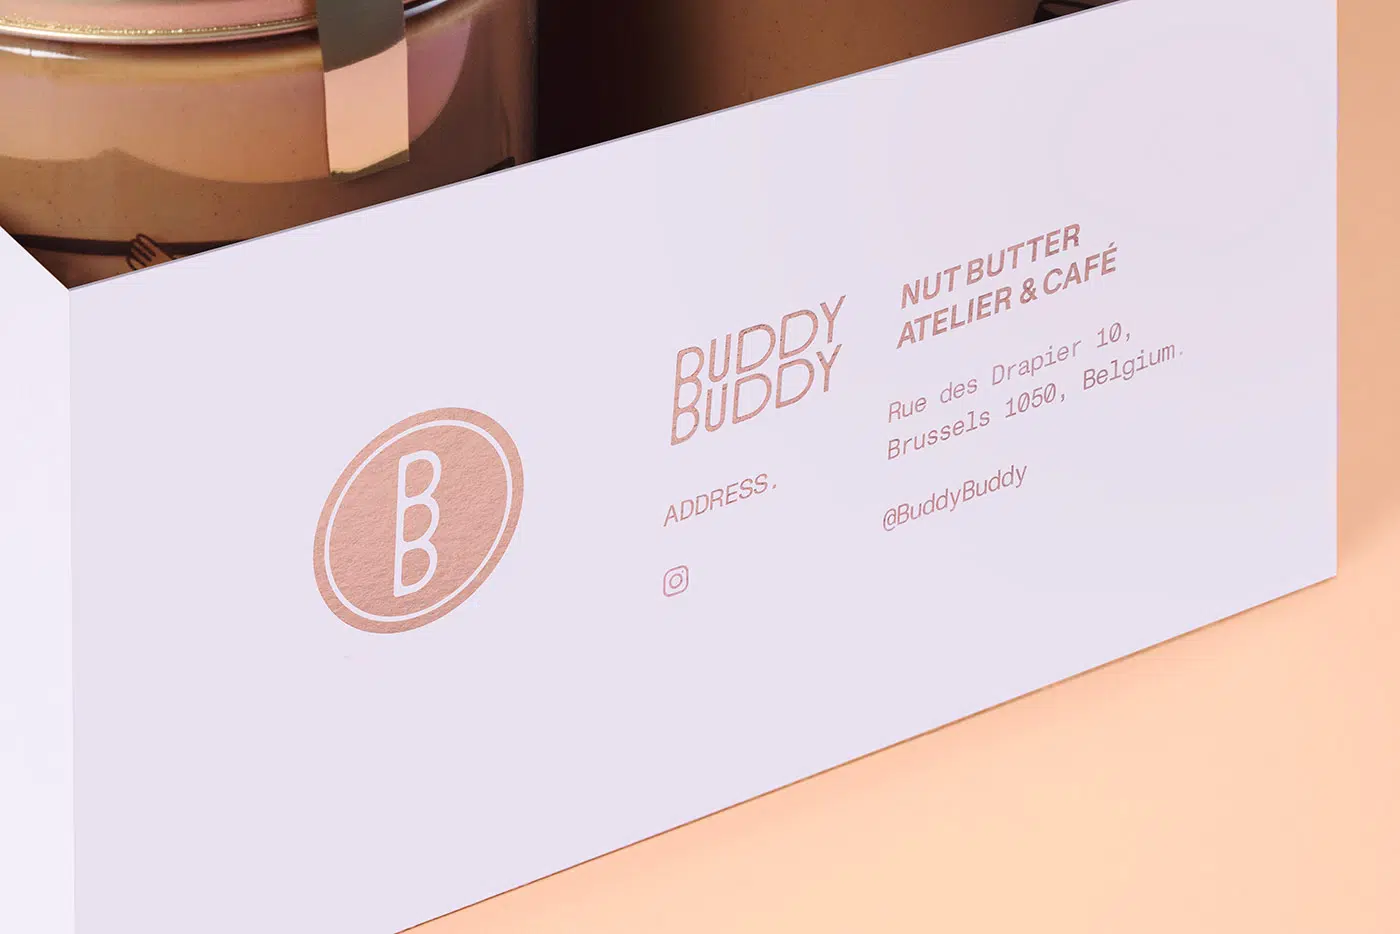 BUDDY
BUDDY
NUT BUTTER
ATELIER & CAFÉ
ADDRESS.
Rue des Drapier 10,
Brussels 1050, Belgium.
@BuddyBuddy